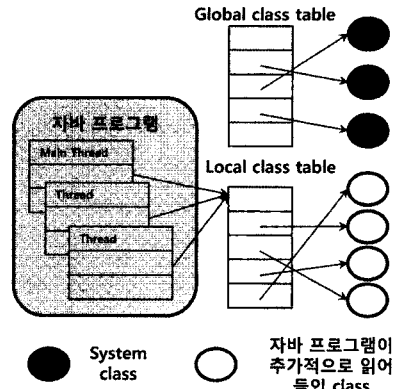 Global class table
자바 프로그램
Main Thread
Thread
Thread
Local class table
System
class
자바 프로그램이
추가적으로 읽어
들인 class